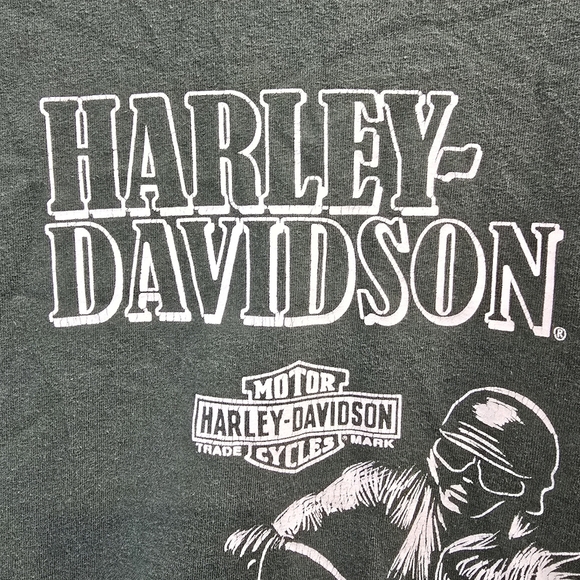 HARLEY-
DAVIDSON®
MOTOR
HARLEY-DAVIDSON
TRADE CYCLES® MARK